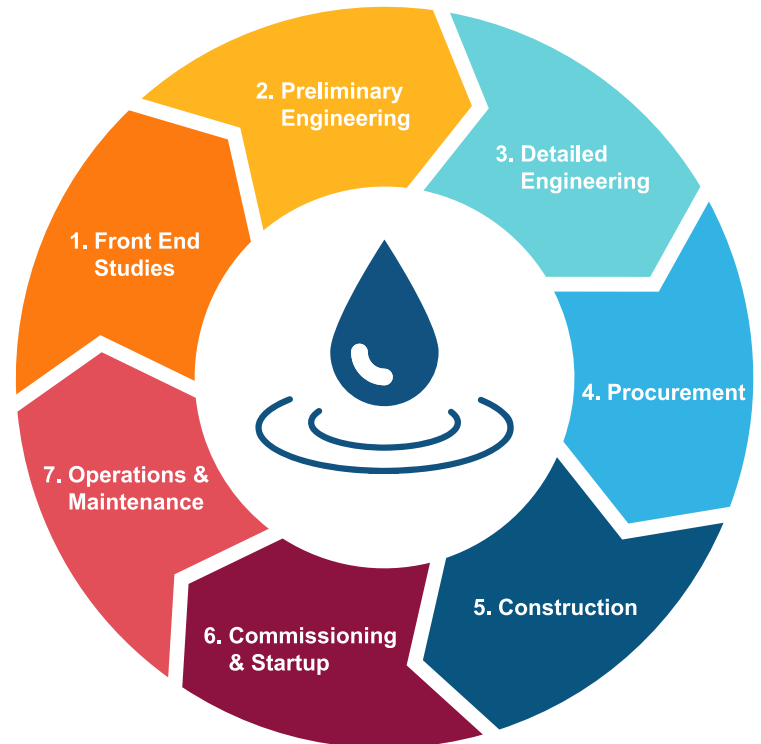 1. Front End
Studies
2. Preliminary
Engineering
3. Detailed
Engineering
4. Procurement
5. Construction
6. Commissioning
& Startup
7. Operations &
Maintenance